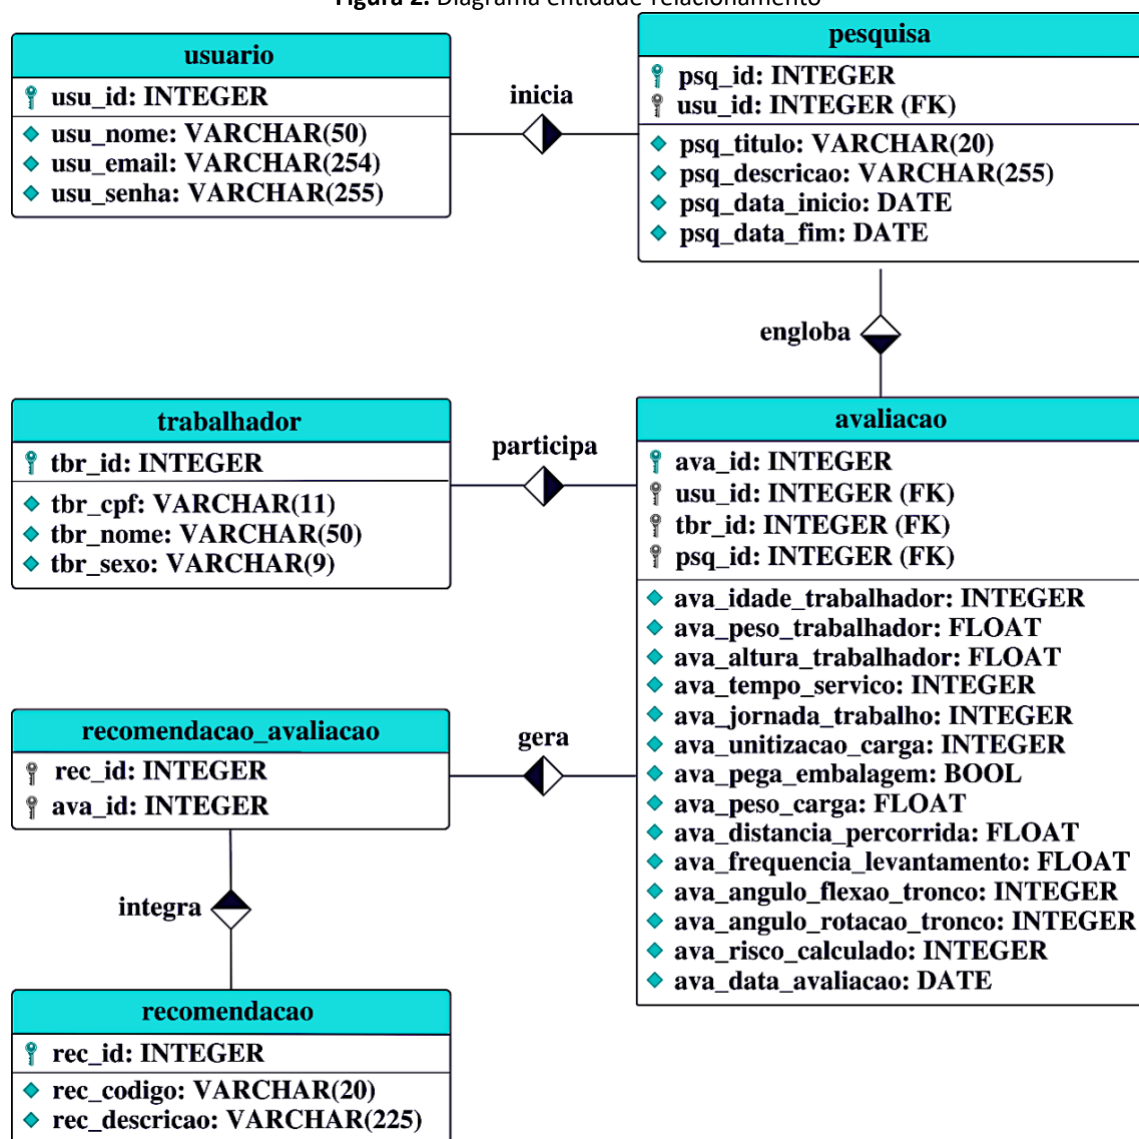 Figura 2. Diagrama entidade relacionamento
usuario
usu_id: INTEGER
usu_nome: VARCHAR(50)
usu_email: VARCHAR(254)
usu_senha: VARCHAR(255)
inicia
pesquisa
psq_id: INTEGER
usu_id: INTEGER (FK)
psq_titulo: VARCHAR(20)
psq_descricao: VARCHAR(255)
psq_data_inicio: DATE
psq_data_fim: DATE
engloba
trabalhador
tbr_id: INTEGER
tbr_cpf: VARCHAR(11)
tbr_nome: VARCHAR(50)
tbr_sexo: VARCHAR(9)
participa
avaliacao
ava_id: INTEGER
usu_id: INTEGER (FK)
tbr_id: INTEGER (FK)
psq_id: INTEGER (FK)
ava_idade_trabalhador: INTEGER
ava_peso_trabalhador: FLOAT
ava_altura_trabalhador: FLOAT
ava_tempo_servico: INTEGER
ava_jornada_trabalho: INTEGER
ava_unitizacao_carga: INTEGER
ava_pega_embalagem: BOOL
ava_peso_carga: FLOAT
ava_distancia_percorrida: FLOAT
ava_frequencia_levantamento: FLOAT
ava_angulo_flexao_tronco: INTEGER
ava_angulo_rotacao_tronco: INTEGER
ava_risco_calculado: INTEGER
ava_data_avaliacao: DATE
recomendacao_avaliacao
rec_id: INTEGER
ava_id: INTEGER
gera
integra
recomendacao
rec_id: INTEGER
rec_codigo: VARCHAR(20)
rec_descricao: VARCHAR(225)